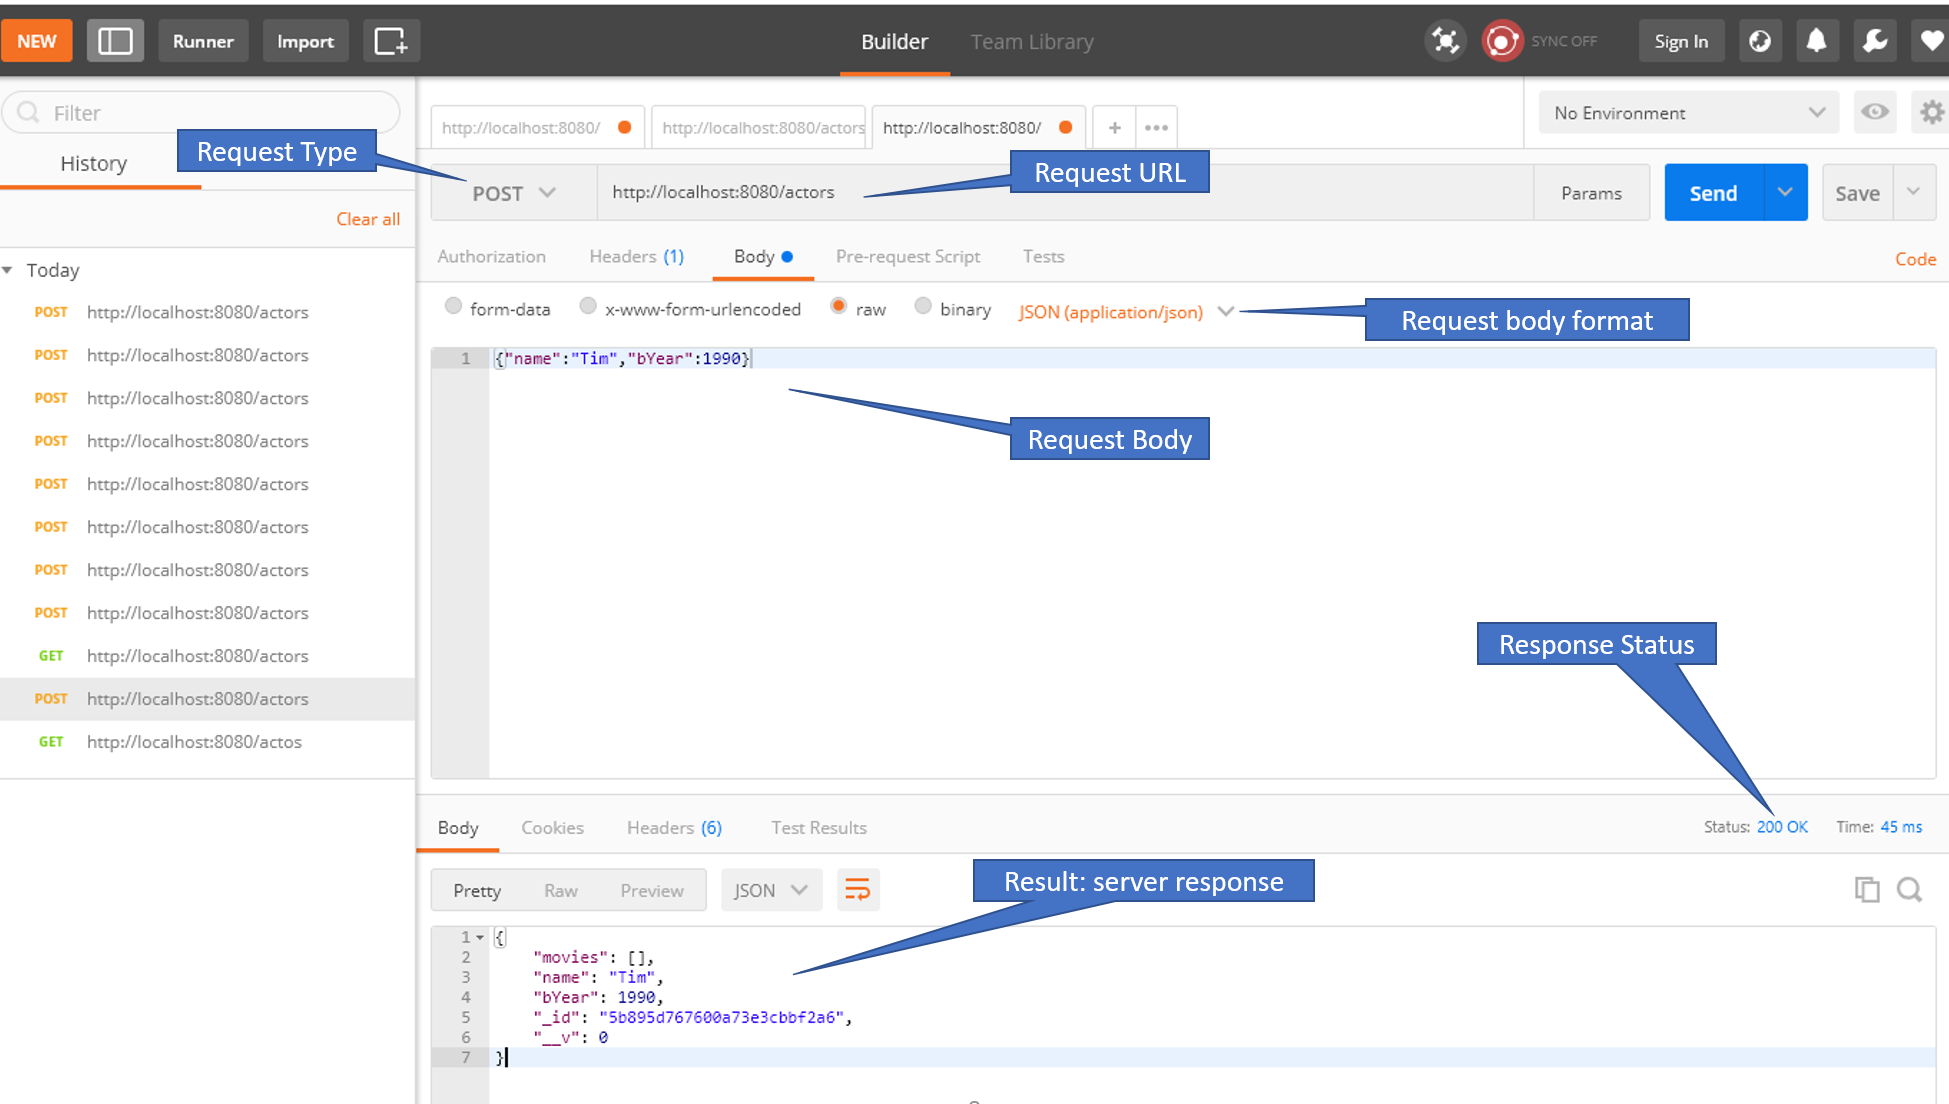 NEW
Runner
Import
Builder
Team Library
SYNC OFF
Sign In
Filter
History
Clear all
Today
POST http://localhost:8080/actors
POST http://localhost:8080/actors
POST http://localhost:8080/actors
POST http://localhost:8080/actors
POST http://localhost:8080/actors
POST http://localhost:8080/actors
POST http://localhost:8080/actors
POST http://localhost:8080/actors
GET http://localhost:8080/actors
POST http://localhost:8080/actors
GET http://localhost:8080/actos
http://localhost:8080/
http://localhost:8080/actors
http://localhost:8080/
No Environment
Request Type
Request URL
POST
http://localhost:8080/actors
Params
Send
Save
Authorization
Headers (1)
Body
Pre-request Script
Tests
Code
form-data
x-www-form-urlencoded
raw
binary
JSON (application/json)
Request body format
1 {"name":"Tim","bYear":1990}
Request Body
Response Status
Body
Cookies
Headers (6)
Test Results
Status: 200 OK
Time: 45 ms
Pretty
Raw
Preview
JSON
Result: server response
1 {
2 "movies": [],
3 "name": "Tim",
4 "bYear": 1990,
5 "_id": "5b895d767600a73e3cbbf2a6",
6 "__v": 0
7 }